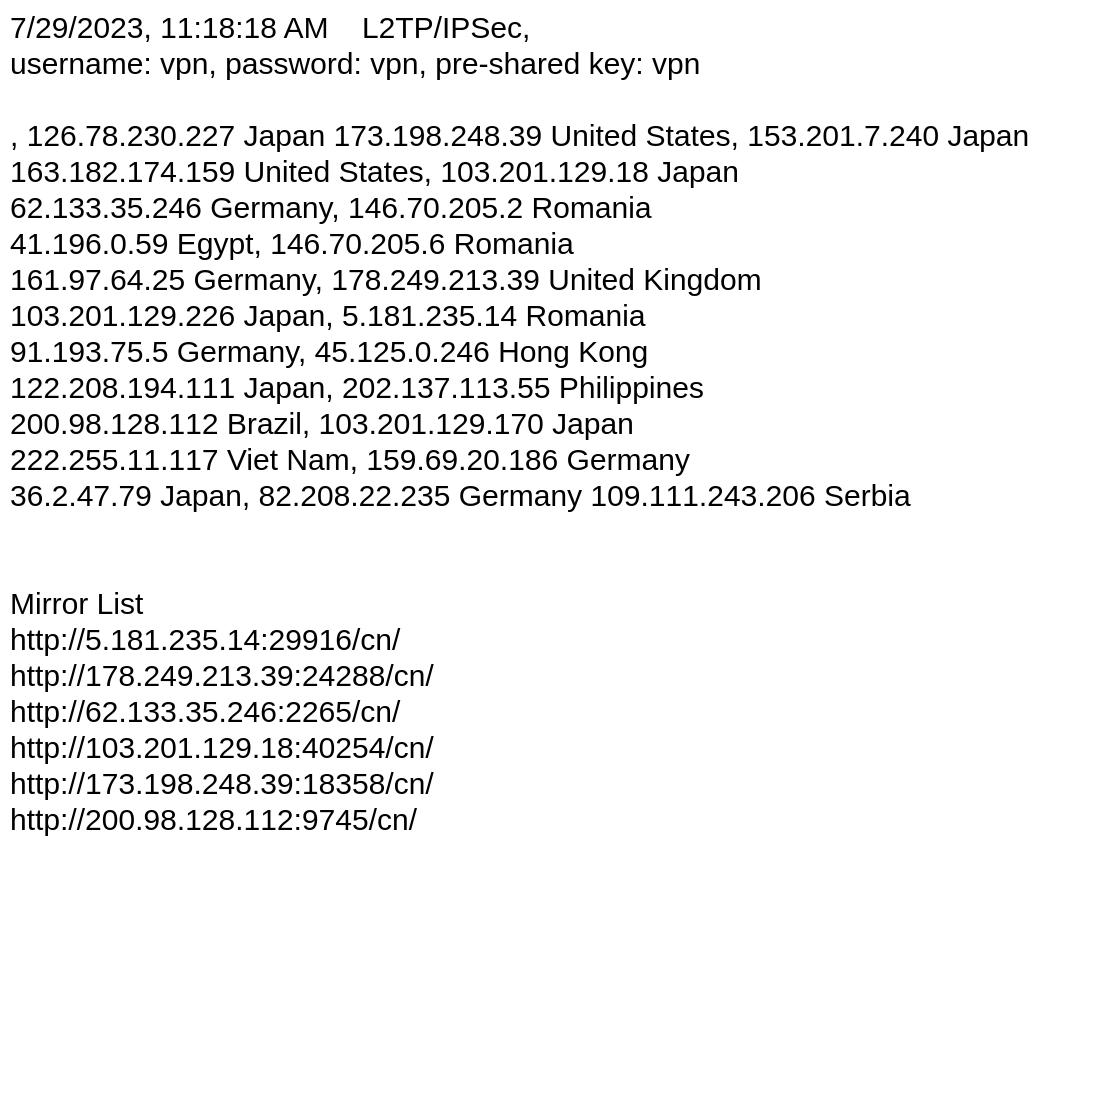 7/29/2023, 11:18:18 AM    L2TP/IPSec,
username: vpn, password: vpn, pre-shared key: vpn
, 126.78.230.227 Japan 173.198.248.39 United States, 153.201.7.240 Japan
163.182.174.159 United States, 103.201.129.18 Japan
62.133.35.246 Germany, 146.70.205.2 Romania
41.196.0.59 Egypt, 146.70.205.6 Romania
161.97.64.25 Germany, 178.249.213.39 United Kingdom
103.201.129.226 Japan, 5.181.235.14 Romania
91.193.75.5 Germany, 45.125.0.246 Hong Kong
122.208.194.111 Japan, 202.137.113.55 Philippines
200.98.128.112 Brazil, 103.201.129.170 Japan
222.255.11.117 Viet Nam, 159.69.20.186 Germany
36.2.47.79 Japan, 82.208.22.235 Germany 109.111.243.206 Serbia
Mirror List
http://5.181.235.14:29916/cn/
http://178.249.213.39:24288/cn/
http://62.133.35.246:2265/cn/
http://103.201.129.18:40254/cn/
http://173.198.248.39:18358/cn/
http://200.98.128.112:9745/cn/